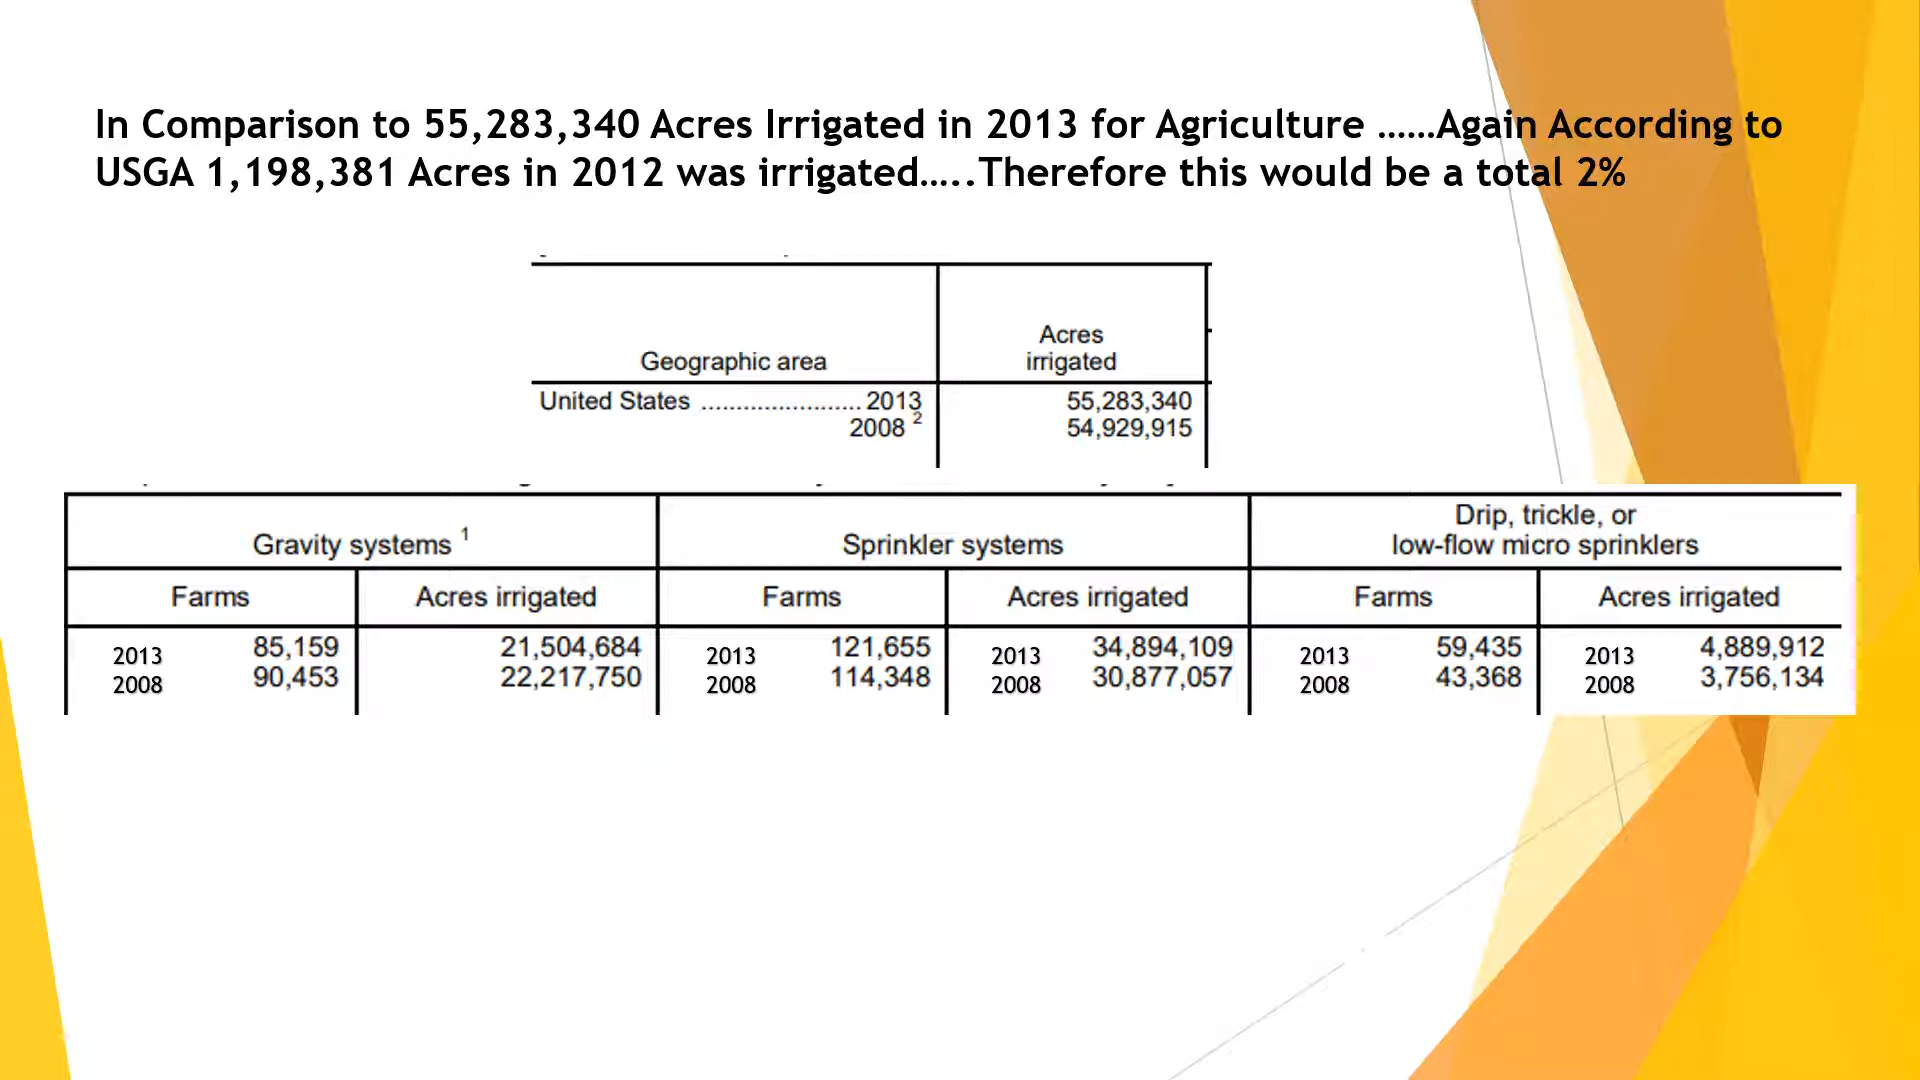 In Comparison to 55,283,340 Acres Irrigated in 2013 for Agriculture ……Again According to
USGA 1,198,381 Acres in 2012 was irrigated…..Therefore this would be a total 2%
Geographic area
Acres
irrigated
United States ....................... 2013 55,283,340
2008 2 54,929,915
Gravity systems 1
Sprinkler systems
Drip, trickle, or
low-flow micro sprinklers
Farms Acres irrigated Farms Acres irrigated Farms Acres irrigated
2013 85,159 21,504,684 2013 121,655 2013 34,894,109 2013 59,435 2013 4,889,912
2008 90,453 22,217,750 2008 114,348 2008 30,877,057 2008 43,368 2008 3,756,134